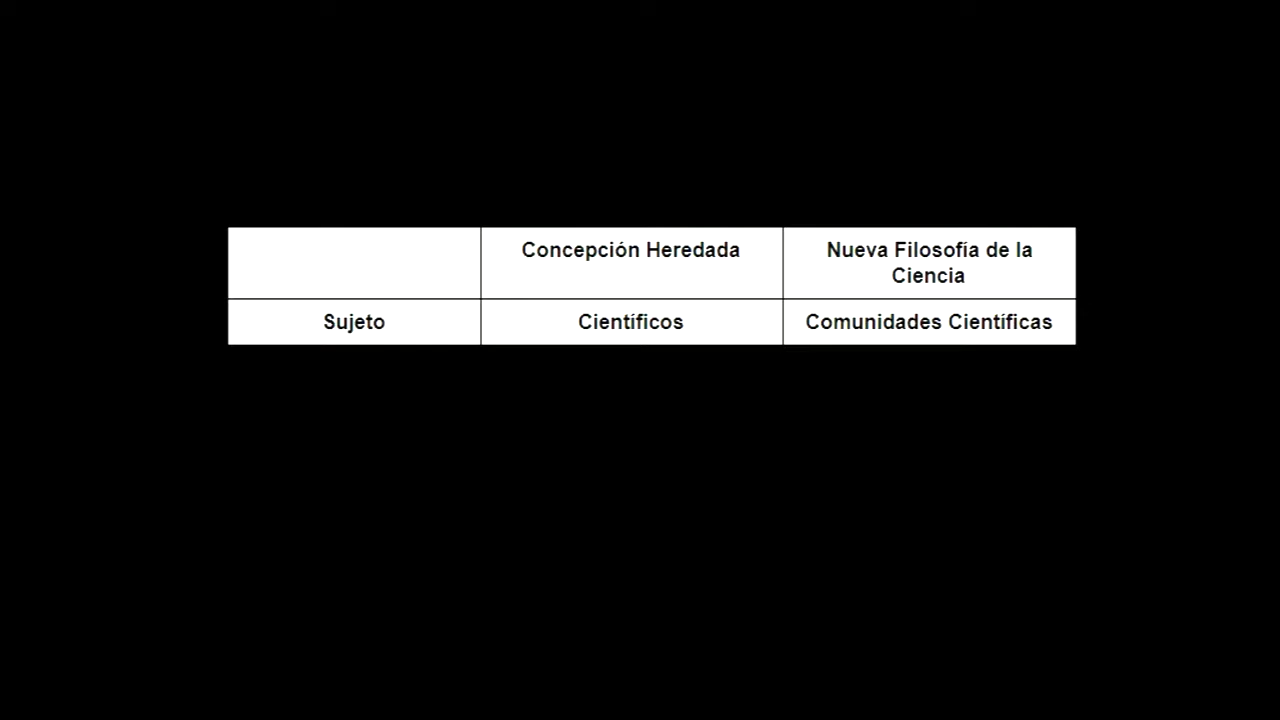 Concepción Heredada
Nueva Filosofía de la
Ciencia
Sujeto
Científicos
Comunidades Científicas